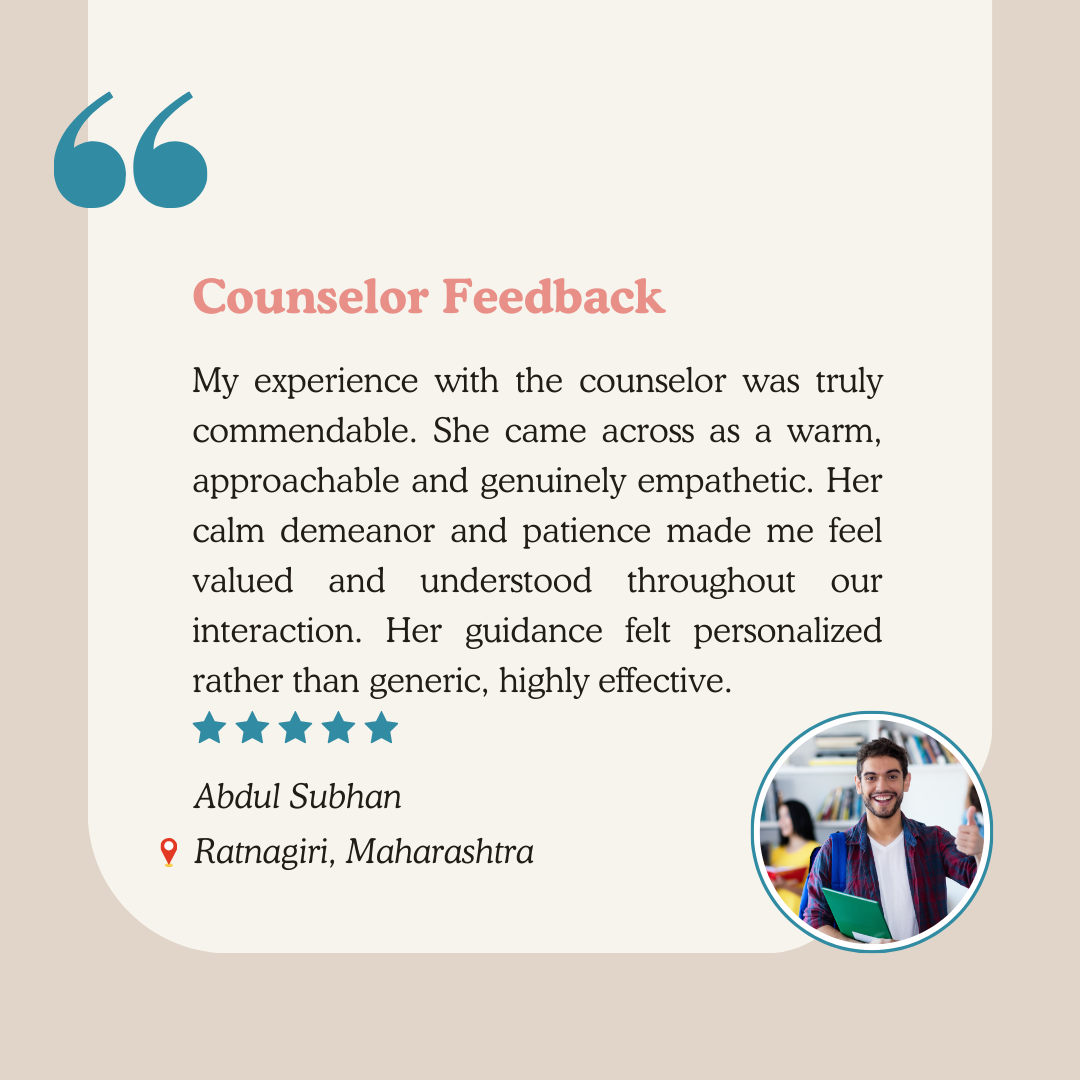 “
Counselor Feedback
My experience with the counselor was truly
commendable. She came across as a warm,
approachable and genuinely empathetic. Her
calm demeanor and patience made me feel
valued and understood throughout our
interaction. Her guidance felt personalized
rather than generic, highly effective.
Abdul Subhan
Ratnagiri, Maharashtra